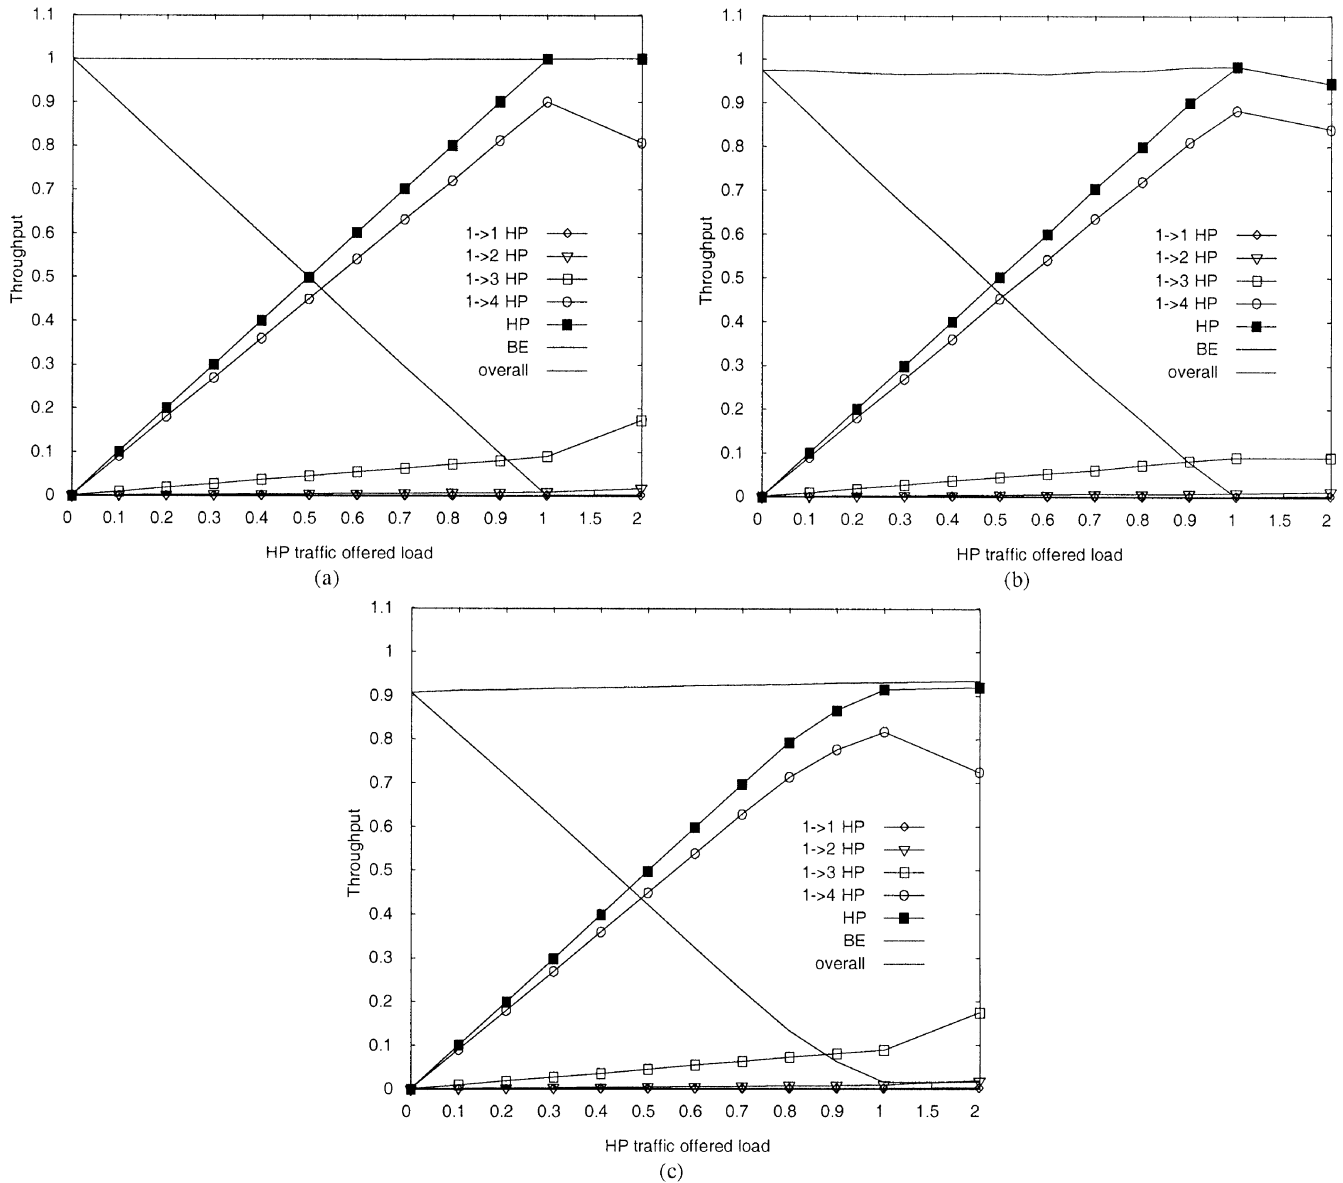 1.1
1
0.9
0.8
0.7
0.6
0.5
0.4
0.3
0.2
0.1
0
Throughput
1->1 HP
1->2 HP
1->3 HP
1->4 HP
HP
BE
overall
0 0.1 0.2 0.3 0.4 0.5 0.6 0.7 0.8 0.9 1 1.5 2
HP traffic offered load
(a)
1.1
1
0.9
0.8
0.7
0.6
0.5
0.4
0.3
0.2
0.1
0
Throughput
1->1 HP
1->2 HP
1->3 HP
1->4 HP
HP
BE
overall
0 0.1 0.2 0.3 0.4 0.5 0.6 0.7 0.8 0.9 1 1.5 2
HP traffic offered load
(b)
1.1
1
0.9
0.8
0.7
0.6
0.5
0.4
0.3
0.2
0.1
0
Throughput
1->1 HP
1->2 HP
1->3 HP
1->4 HP
HP
BE
overall
0 0.1 0.2 0.3 0.4 0.5 0.6 0.7 0.8 0.9 1 1.5 2
HP traffic offered load
(c)